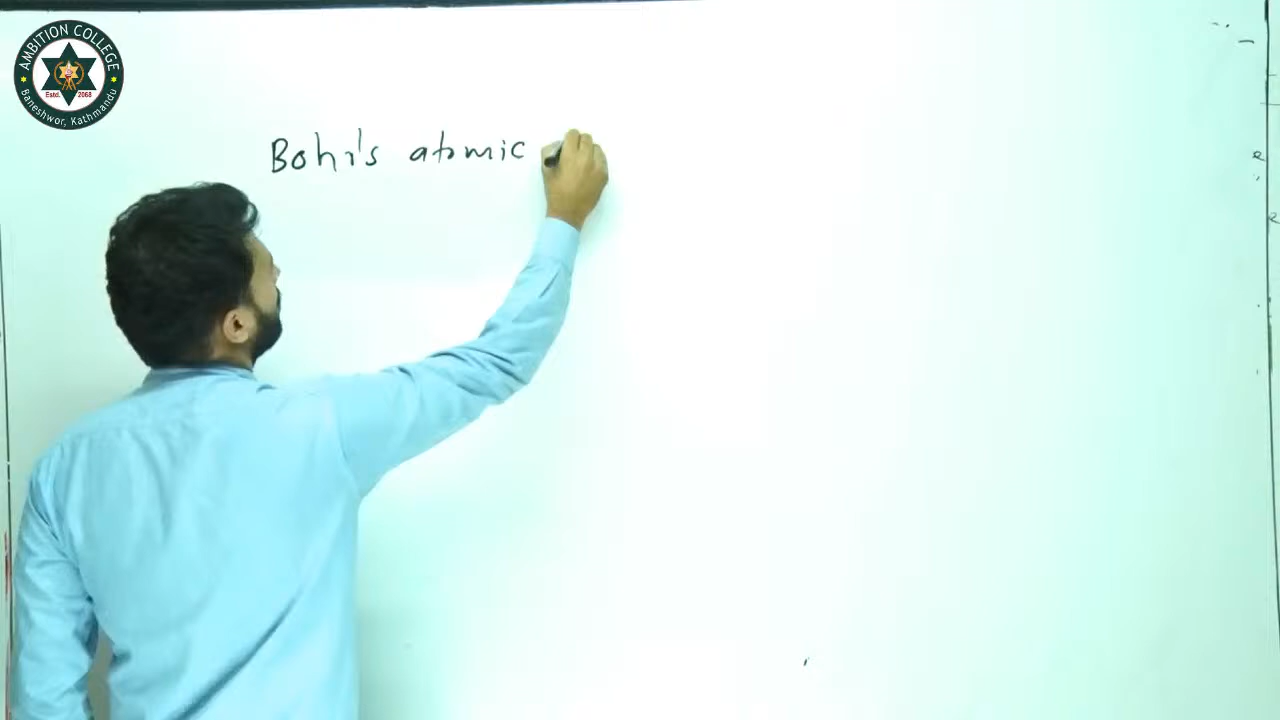 AMBITION COLLEGE
Estd. 2068
Baneshwor, Kathmandu
Bohr's atomic